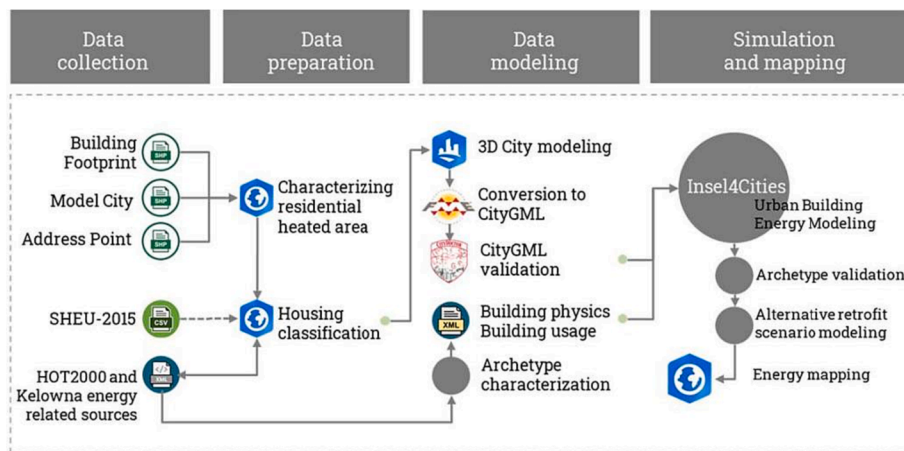 Data
collection
Data
preparation
Data
modeling
Simulation
and mapping
Building
Footprint
SHP
Model City
SHP
Address Point
SHP
SHEU-2015
CSV
HOT2000 and
Kelowna energy
related sources
XML
Characterizing
residential
heated area
Housing
classification
3D City modeling
Conversion to
CityGML
CityGML
validation
XML
Building physics
Building usage
Archetype
characterization
Insel4Cities
Urban Building
Energy Modeling
Archetype validation
Alternative retrofit
scenario modeling
Energy mapping